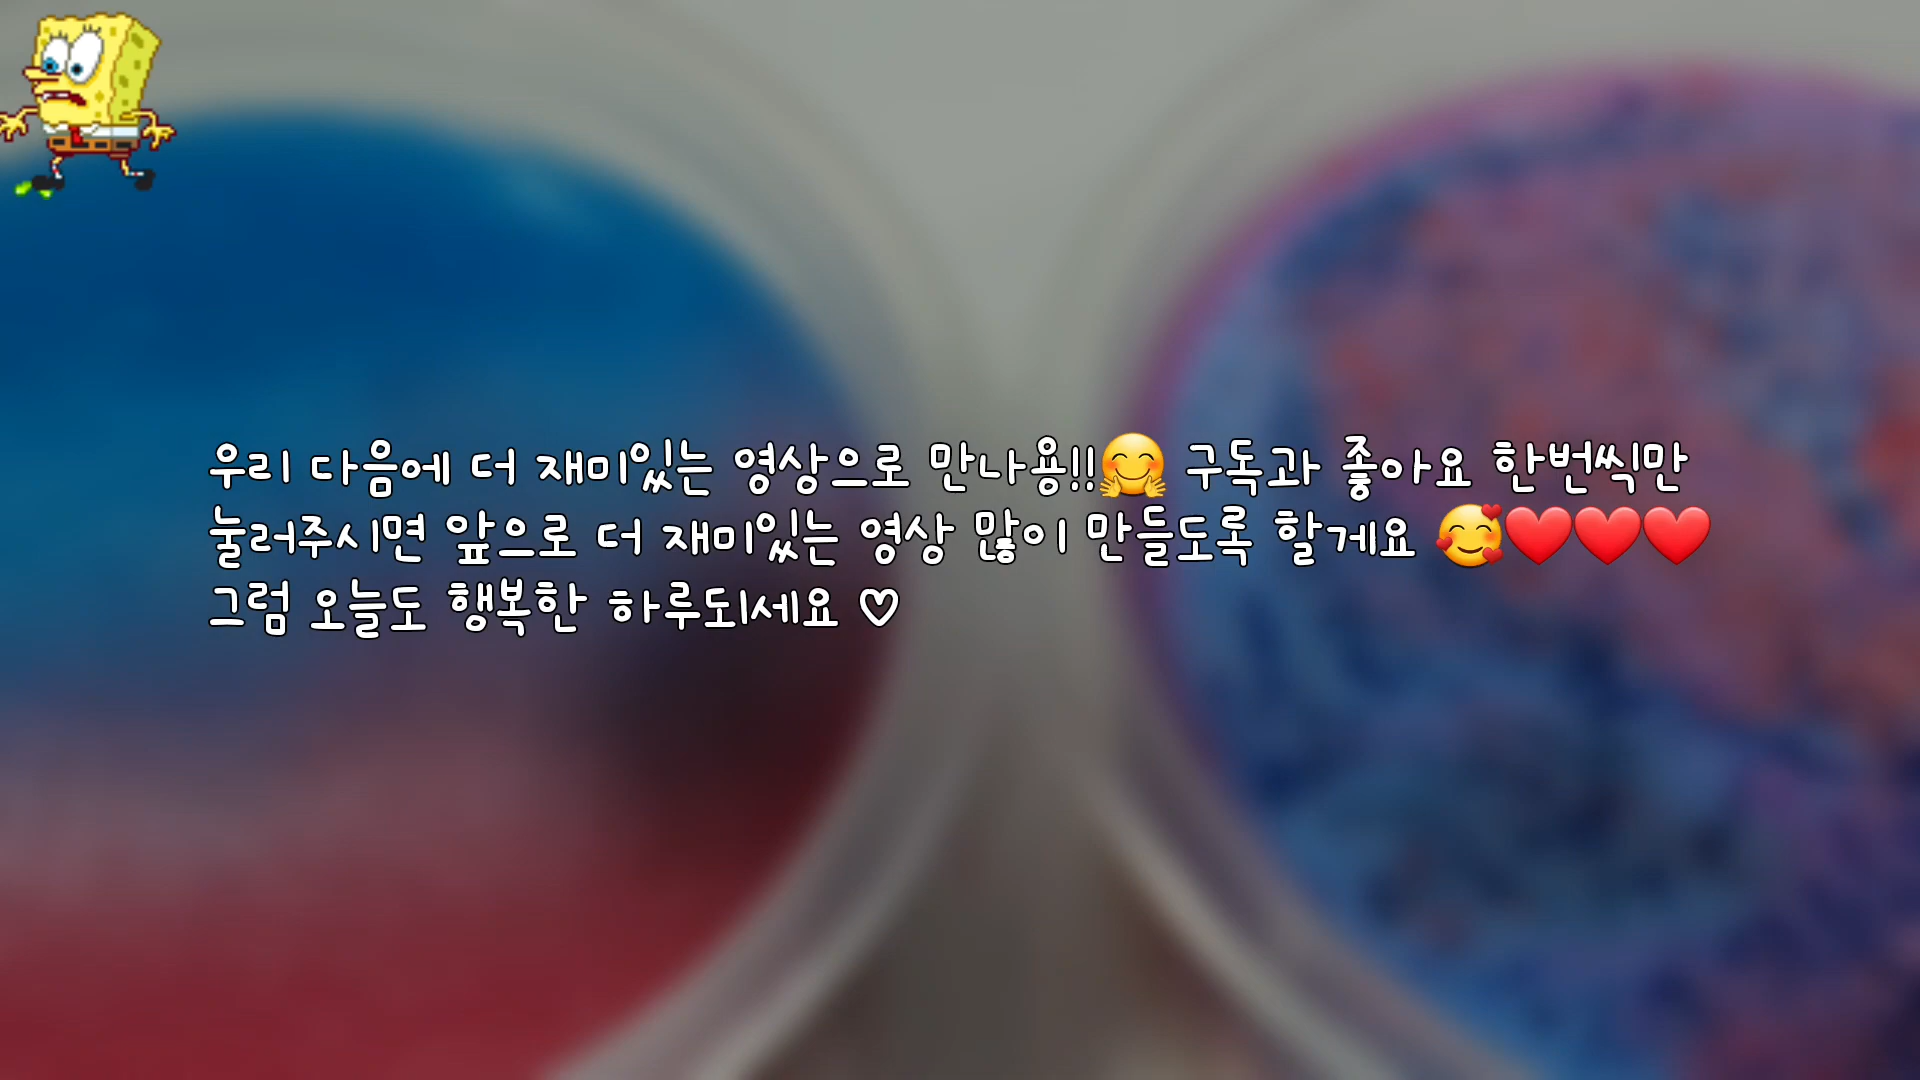 우리 다음에 더 재미있는 영상으로 만나용!!🤗 구독과 좋아요 한번씩만
눌러주시면 앞으로 더 재미있는 영상 많이 만들도록 할게요 🥰❤️❤️❤️
그럼 오늘도 행복한 하루되세요 ♡